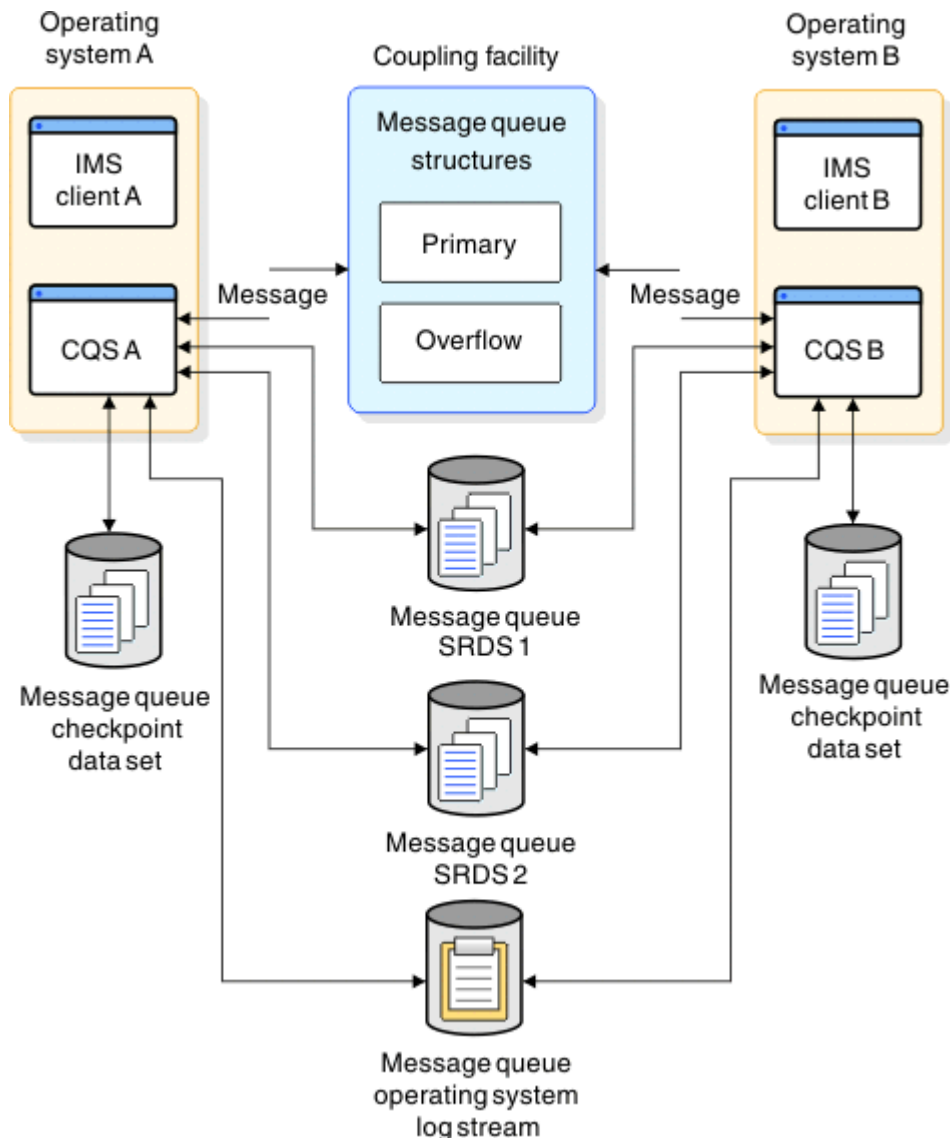 Operating
system A
Coupling facility
Operating
system B
IMS
client A
Message queue
structures
IMS
client B
Primary
Message
Message
CQS A
Overflow
CQS B
Message queue
SRDS 1
Message queue
checkpoint
data set
Message queue
checkpoint
data set
Message queue
SRDS 2
Message queue
operating system
log stream